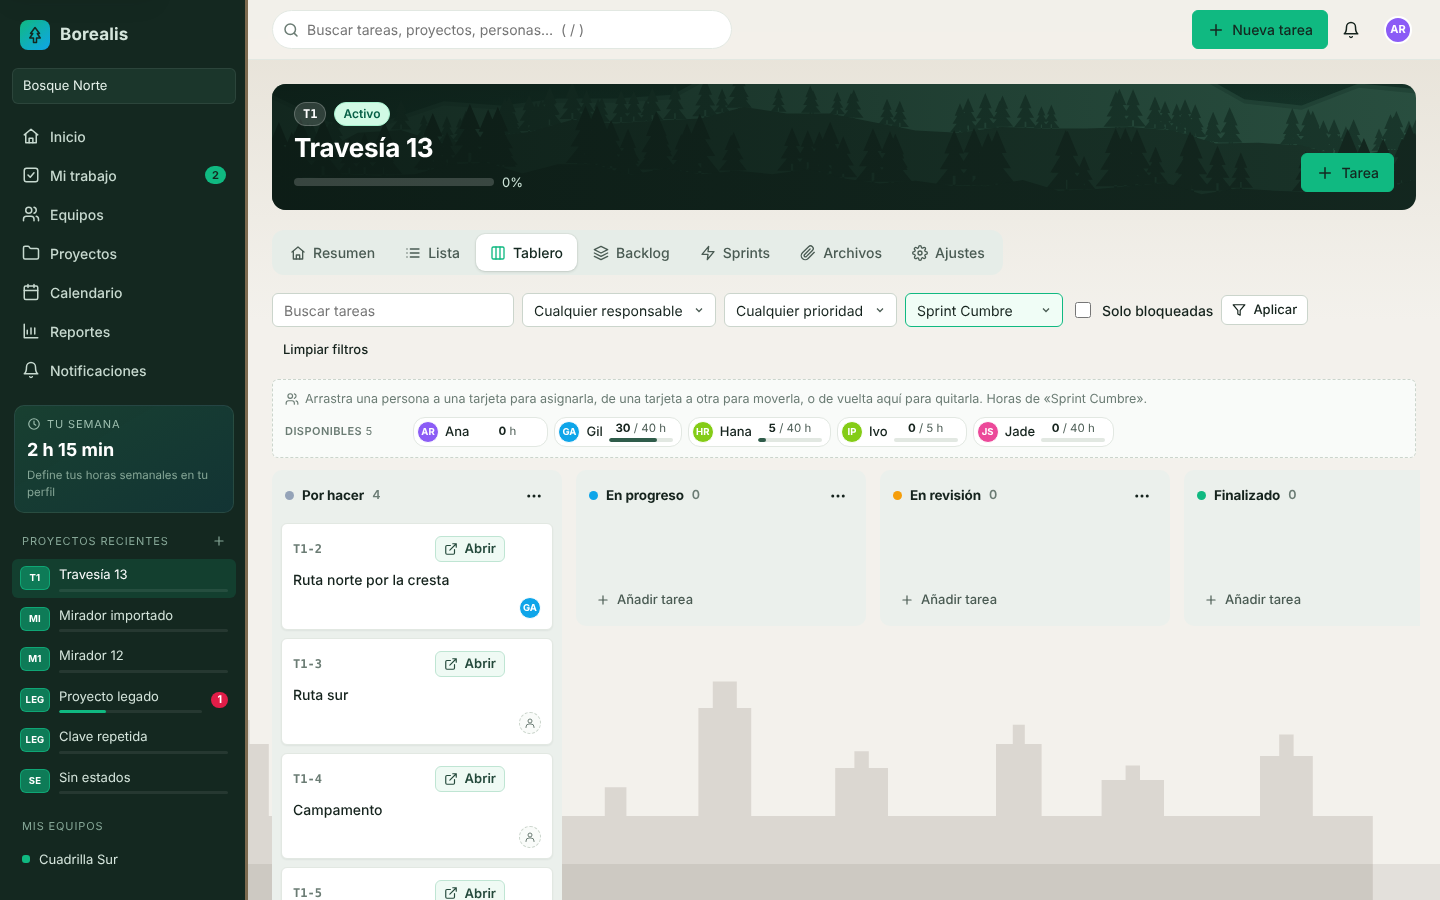 Borealis
Bosque Norte
Inicio
Mi trabajo 2
Equipos
Proyectos
Calendario
Reportes
Notificaciones
TU SEMANA
2 h 15 min
Define tus horas semanales en tu
perfil
PROYECTOS RECIENTES
T1 Travesía 13
MI Mirador importado
M1 Mirador 12
LEG Proyecto legado 1
LEG Clave repetida
SE Sin estados
MIS EQUIPOS
Cuadrilla Sur
Buscar tareas, proyectos, personas... ( / )
Nueva tarea
AR
T1 Activo
Travesía 13
0%
Tarea
Resumen Lista Tablero Backlog Sprints Archivos Ajustes
Buscar tareas Cualquier responsable Cualquier prioridad Sprint Cumbre Solo bloqueadas Aplicar
Limpiar filtros
Arrastra una persona a una tarjeta para asignarla, de una tarjeta a otra para moverla, o de vuelta aquí para quitarla. Horas de «Sprint Cumbre».
DISPONIBLES 5 AR Ana 0 h GA Gil 30 / 40 h HR Hana 5 / 40 h IP Ivo 0 / 5 h JS Jade 0 / 40 h
Por hacer 4
T1-2 Abrir
Ruta norte por la cresta
GA
T1-3 Abrir
Ruta sur
T1-4 Abrir
Campamento
T1-5 Abrir
En progreso 0
Añadir tarea
En revisión 0
Añadir tarea
Finalizado 0
Añadir tarea